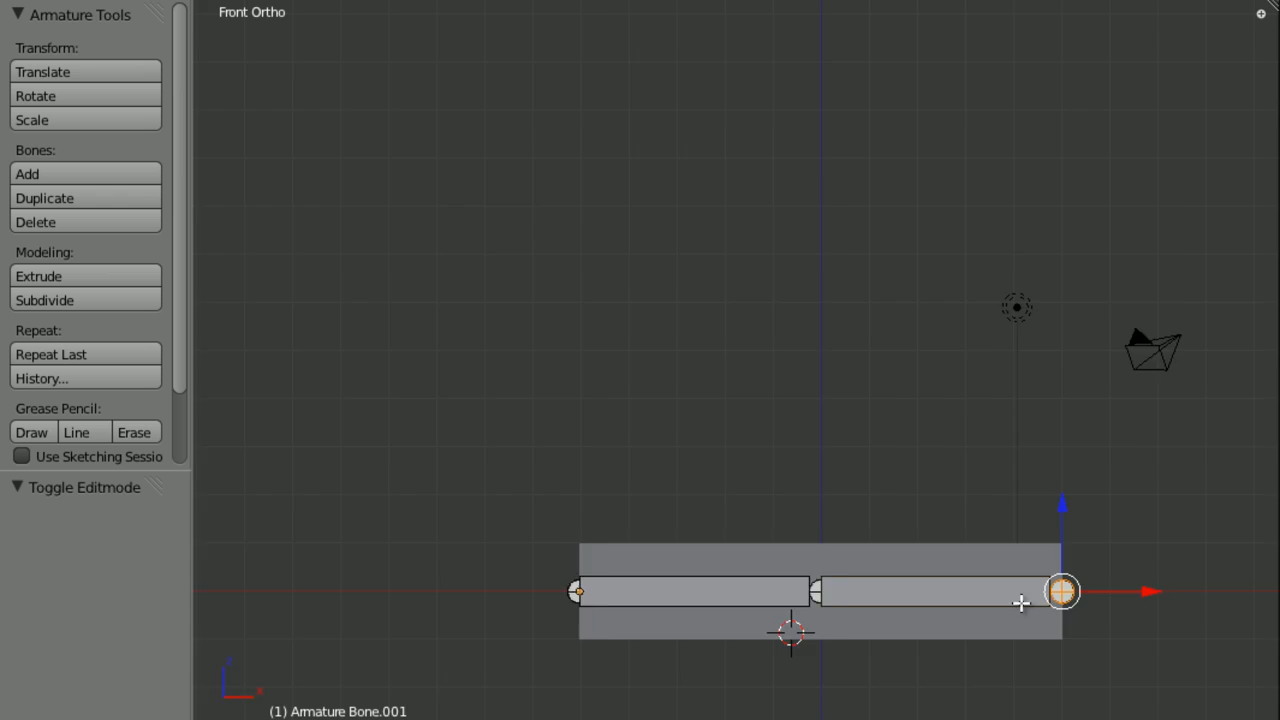 Armature Tools
Front Ortho
Transform:
Translate
Rotate
Scale
Bones:
Add
Duplicate
Delete
Modeling:
Extrude
Subdivide
Repeat:
Repeat Last
History...
Grease Pencil:
Draw Line Erase
Use Sketching Sessio
Toggle Editmode
(1) Armature Bone.001